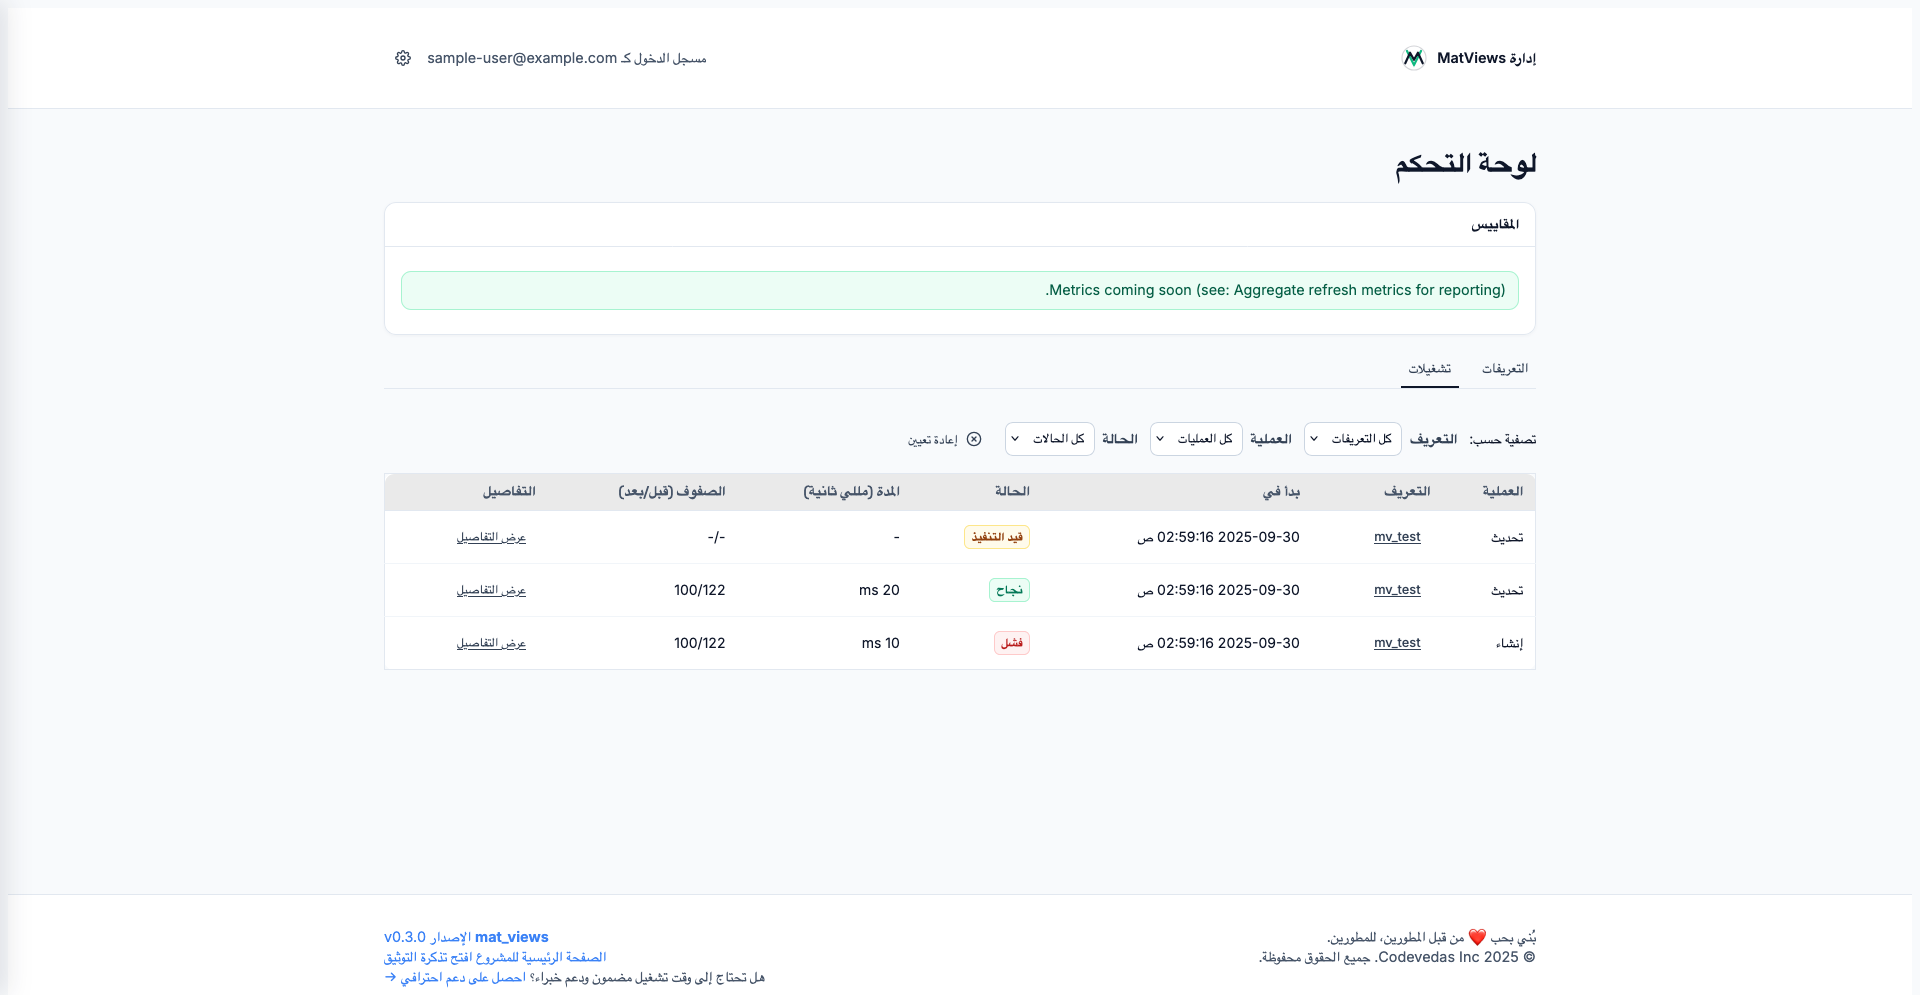 إدارة MatViews
مسجل الدخول كـ sample-user@example.com
لوحة التحكم
المقاييس
Metrics coming soon (see: Aggregate refresh metrics for reporting).
التعريفات تشغيلات
تصفية حسب: التعريف كل التعريفات العملية كل العمليات الحالة كل الحالات إعادة تعيين
العملية التعريف بدأ في الحالة المدة (مللي ثانية) الصفوف (قبل/بعد) التفاصيل
تحديث mv_test 2025-09-30 02:59:16 ص قيد التنفيذ - -/- عرض التفاصيل
تحديث mv_test 2025-09-30 02:59:16 ص نجاح 20 ms 100/122 عرض التفاصيل
إنشاء mv_test 2025-09-30 02:59:16 ص فشل 10 ms 100/122 عرض التفاصيل
بُني بحب ❤️ من قبل المطورين، للمطورين.
© 2025 Codevedas Inc. جميع الحقوق محفوظة.
mat_views الإصدار v0.3.0
الصفحة الرئيسية للمشروع افتح تذكرة التوثيق
هل تحتاج إلى وقت تشغيل مضمون ودعم خبراء؟ احصل على دعم احترافي →